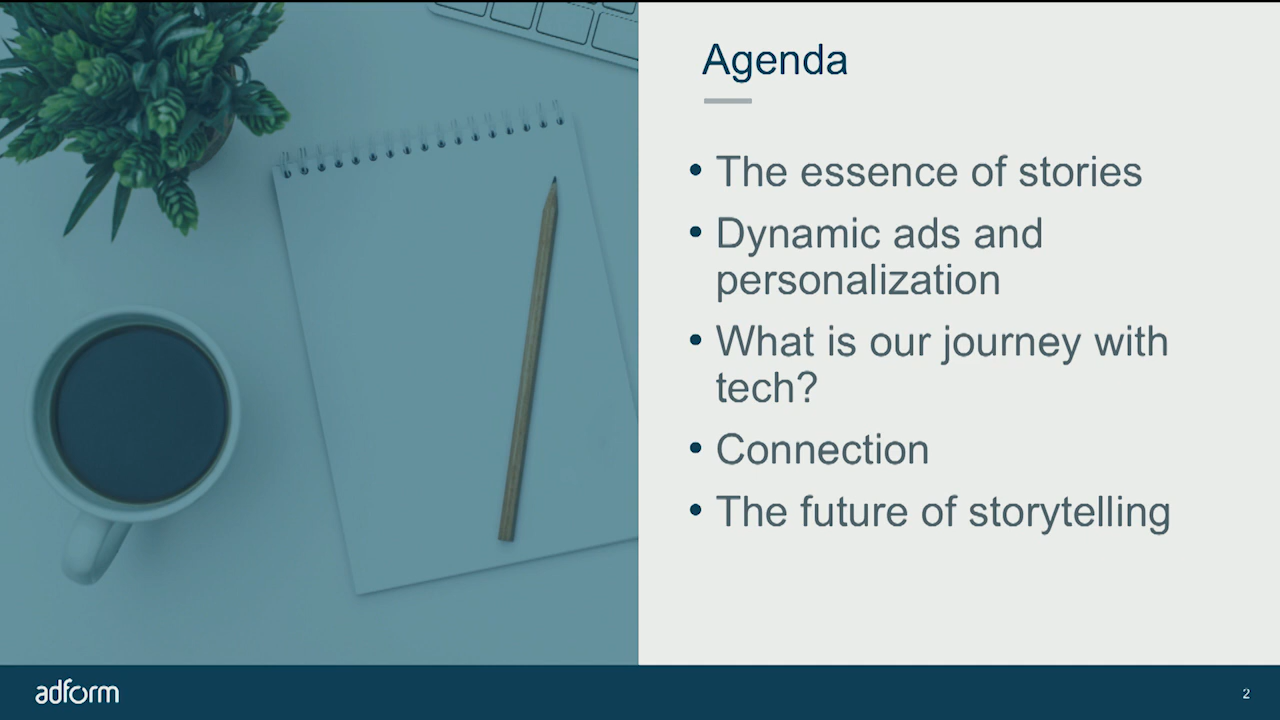 Agenda
• The essence of stories
• Dynamic ads and
personalization
• What is our journey with
tech?
• Connection
• The future of storytelling
adform
2